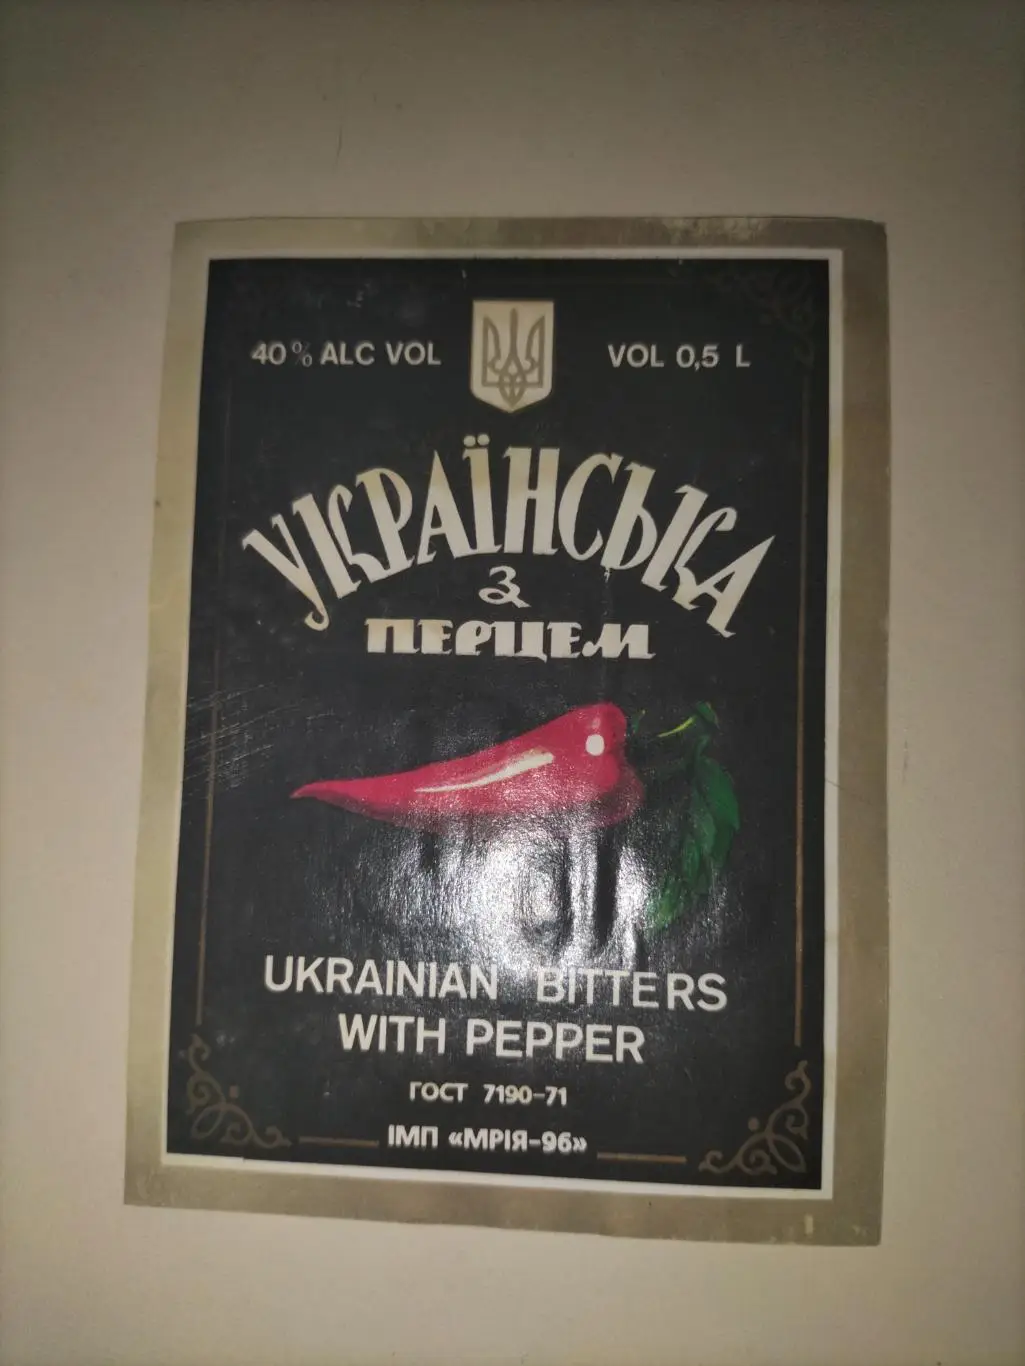 40% ALC VOL VOL 0,5 L
УКРАЇНСЬКА
З
ПЕРЦЕМ
UKRAINIAN BITTERS
WITH PEPPER
ГОСТ 7190-71
ІМП «МРІЯ-96»